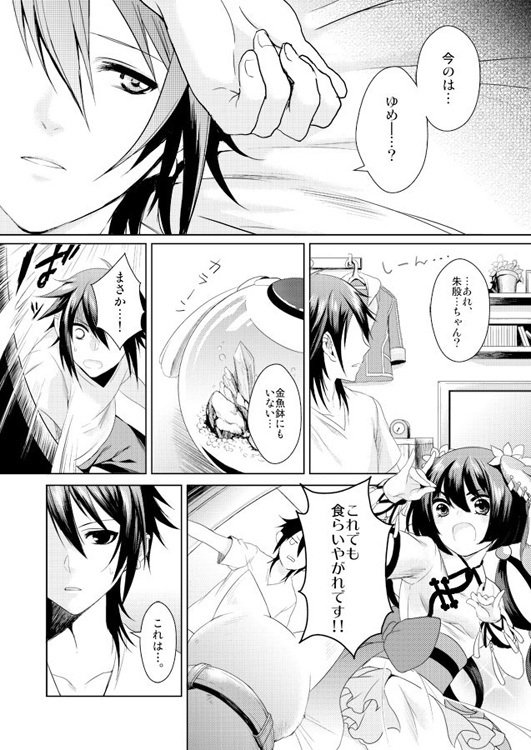 今のは…
ゆめー…?
しーん…
…あれ、
朱殷…ちゃん?
カラーン
金魚鉢にも
いない…。
まさか…!
これでも
食らいやがれです!!
これは…。